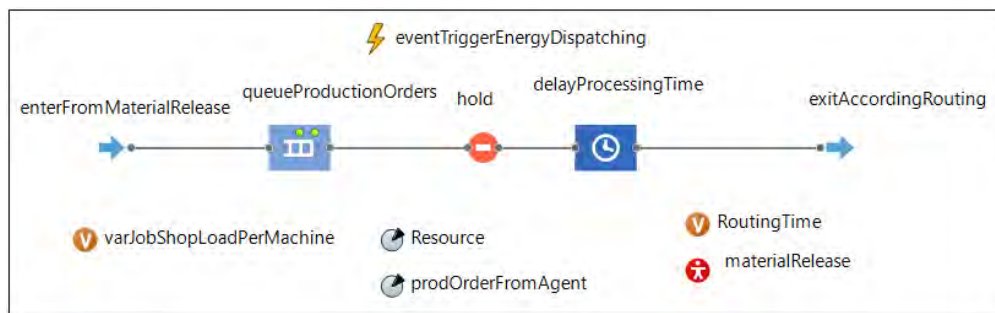 eventTriggerEnergyDispatching
enterFromMaterialRelease
queueProductionOrders
hold
delayProcessingTime
exitAccordingRouting
V varJobShopLoadPerMachine
Resource
V RoutingTime
prodOrderFromAgent
materialRelease